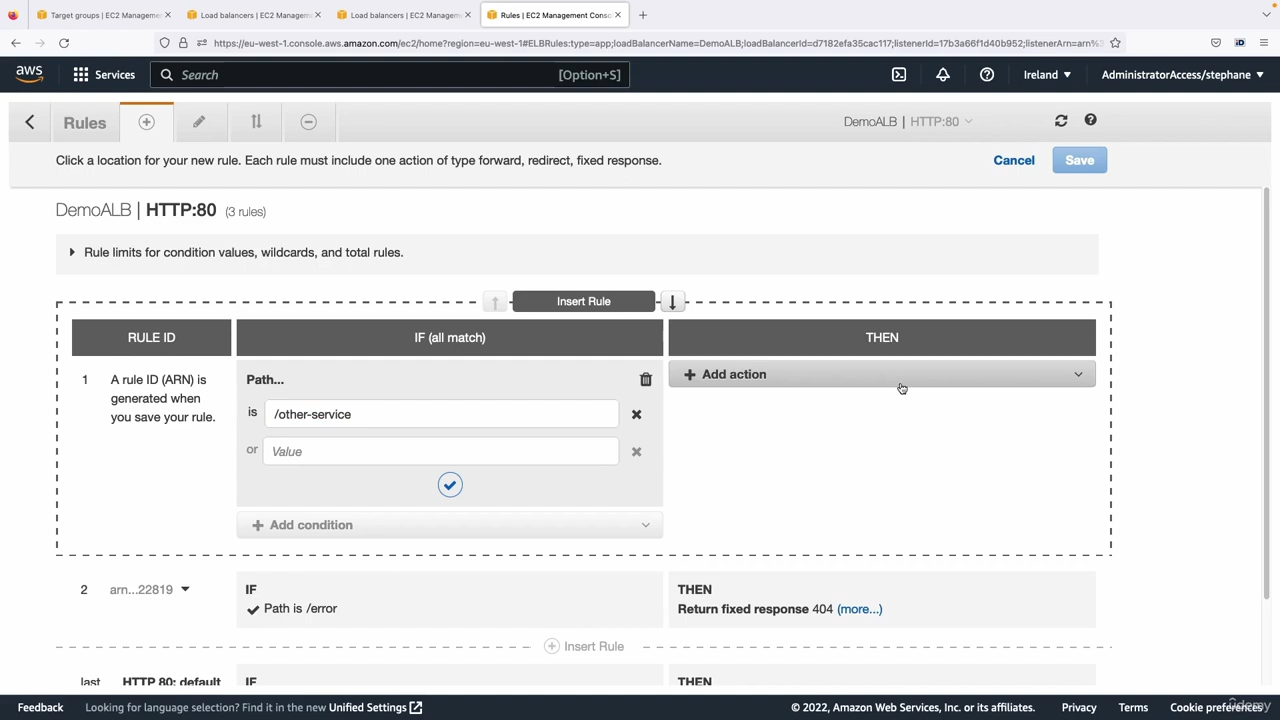 Target groups | EC2 Manageme
Load balancers | EC2 Managem
Load balancers | EC2 Managem
Rules | EC2 Management Conso
https://eu-west-1.console.aws.amazon.com/ec2/home?region=eu-west-1#ELBRules:type=app;loadBalancerName=DemoALB;loadBalancerId=d71B2efa35cac117;listenerId=17b3a66f1d40b952;listenerArn=arn%3
aws
Services
Search
[Option+S]
Ireland
AdministratorAccess/stephane
Rules
DemoALB | HTTP:80
Click a location for your new rule. Each rule must include one action of type forward, redirect, fixed response.
Cancel
Save
DemoALB | HTTP:80 (3 rules)
Rule limits for condition values, wildcards, and total rules.
Insert Rule
RULE ID
IF (all match)
THEN
1
A rule ID (ARN) is
generated when
you save your rule.
Path...
is
/other-service
or
Value
Add condition
Add action
2
arn...22819
IF
Path is /error
THEN
Return fixed response 404 (more...)
Insert Rule
last
HTTP 80: default
IF
THEN
Feedback
Looking for language selection? Find it in the new Unified Settings
© 2022, Amazon Web Services, Inc. or its affiliates.
Privacy
Terms
Cookie preferences
udemy